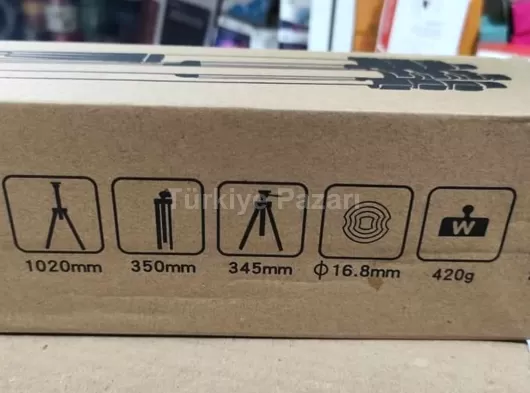 Türkiye Pazarı
1020mm 350mm 345mm ϕ16.8mm 420g
W